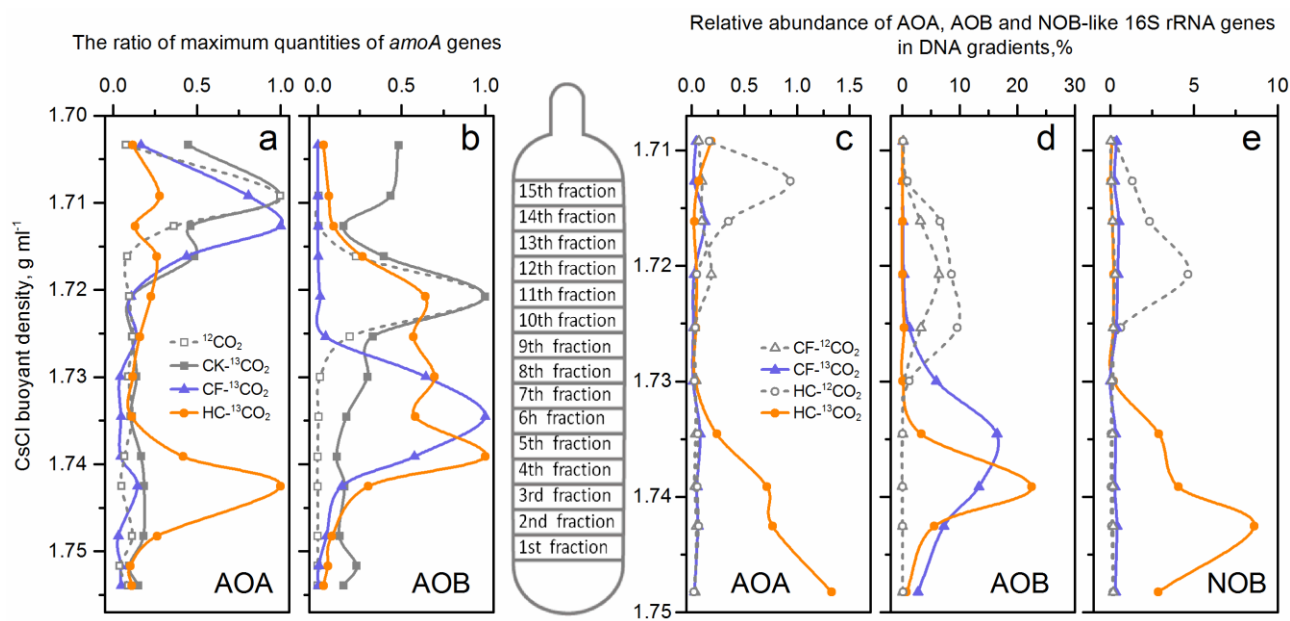 The ratio of maximum quantities of amoA genes
Relative abundance of AOA, AOB and NOB-like 16S rRNA genes
in DNA gradients,%
0.0 0.5 1.0
0.0 0.5 1.0
0.0 0.5 1.0 1.5
0 10 20 30
0 5 10
a
b
c
d
e
CsCl buoyant density, g ml-1
1.70
1.71
1.72
1.73
1.74
1.75
12CO2
CK-13CO2
CF-13CO2
HC-13CO2
AOA
AOB
15th fraction
14th fraction
13th fraction
12th fraction
11th fraction
10th fraction
9th fraction
8th fraction
7th fraction
6h fraction
5th fraction
4th fraction
3rd fraction
2nd fraction
1st fraction
1.71
1.72
1.73
1.74
1.75
CF-12CO2
CF-13CO2
HC-12CO2
HC-13CO2
AOA
AOB
NOB